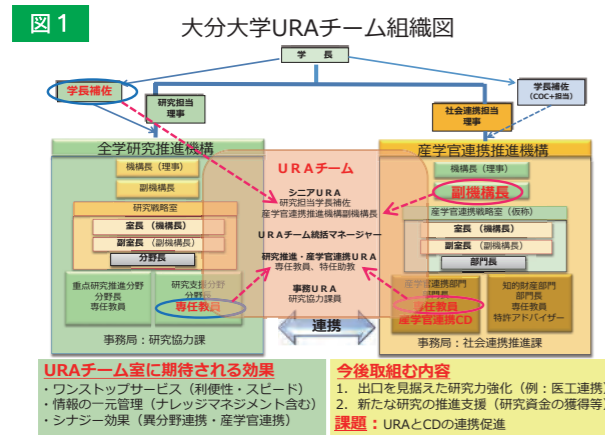 図1
大分大学URAチーム組織図
学 長
学長補佐
研究担当
理事
社会連携担当
理事
学長補佐
(COC+担当)
全学研究推進機構
機構長（理事）
副機構長
研究戦略室
室長（機構長）
副室長（副機構長）
分野長
重点研究推進分野
分野長
専任教員
研究支援分野
分野長
専任教員
事務局：研究協力課
URAチーム
シニアURA
研究担当学長補佐
産学官連携推進機構副機構長
URAチーム統括マネージャー
研究推進・産学官連携URA
専任教員、特任助教
事務URA
研究協力課員
連携
産学官連携推進機構
機構長（理事）
副機構長
産学官連携戦略室（仮称）
室長（機構長）
副室長（副機構長）
部門長
産学官連携部門
部門長
専任教員
産学官連携CD
知的財産部門
部門長
専任教員
特許アドバイザー
事務局：社会連携推進課
URAチーム室に期待される効果
・ワンストップサービス（利便性・スピード）
・情報の一元管理（ナレッジマネジメント含む）
・シナジー効果（異分野連携・産学官連携）
今後取組む内容
1. 出口を見据えた研究力強化（例：医工連携）
2. 新たな研究の推進支援（研究資金の獲得等）
課題：URAとCDの連携促進